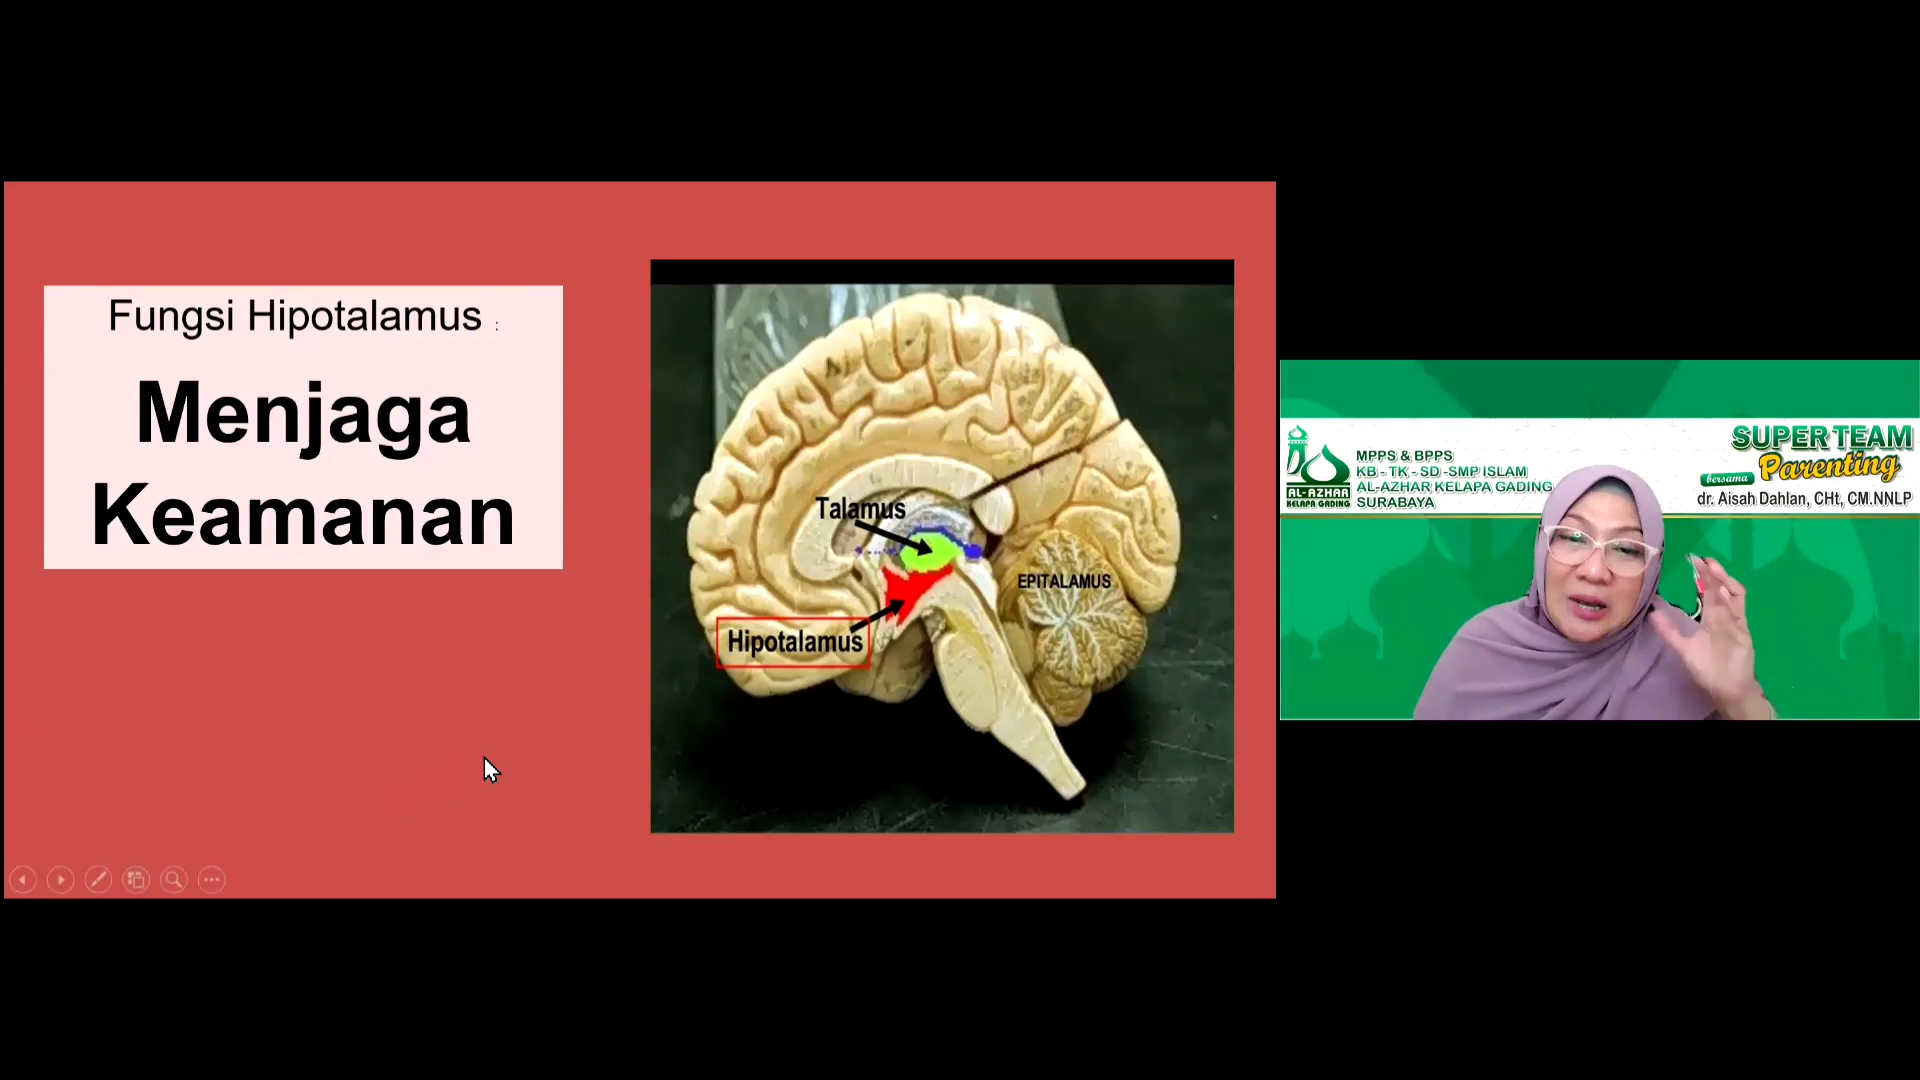 Fungsi Hipotalamus :
Menjaga
Keamanan
Talamus
EPITALAMUS
Hipotalamus
AL-AZHAR
KELAPA GADING
MPPS & BPPS
KB - TK - SD -SMP ISLAM
AL-AZHAR KELAPA GADING
SURABAYA
SUPER TEAM
bersama Parenting
dr. Aisah Dahlan, CHt, CM.NNLP